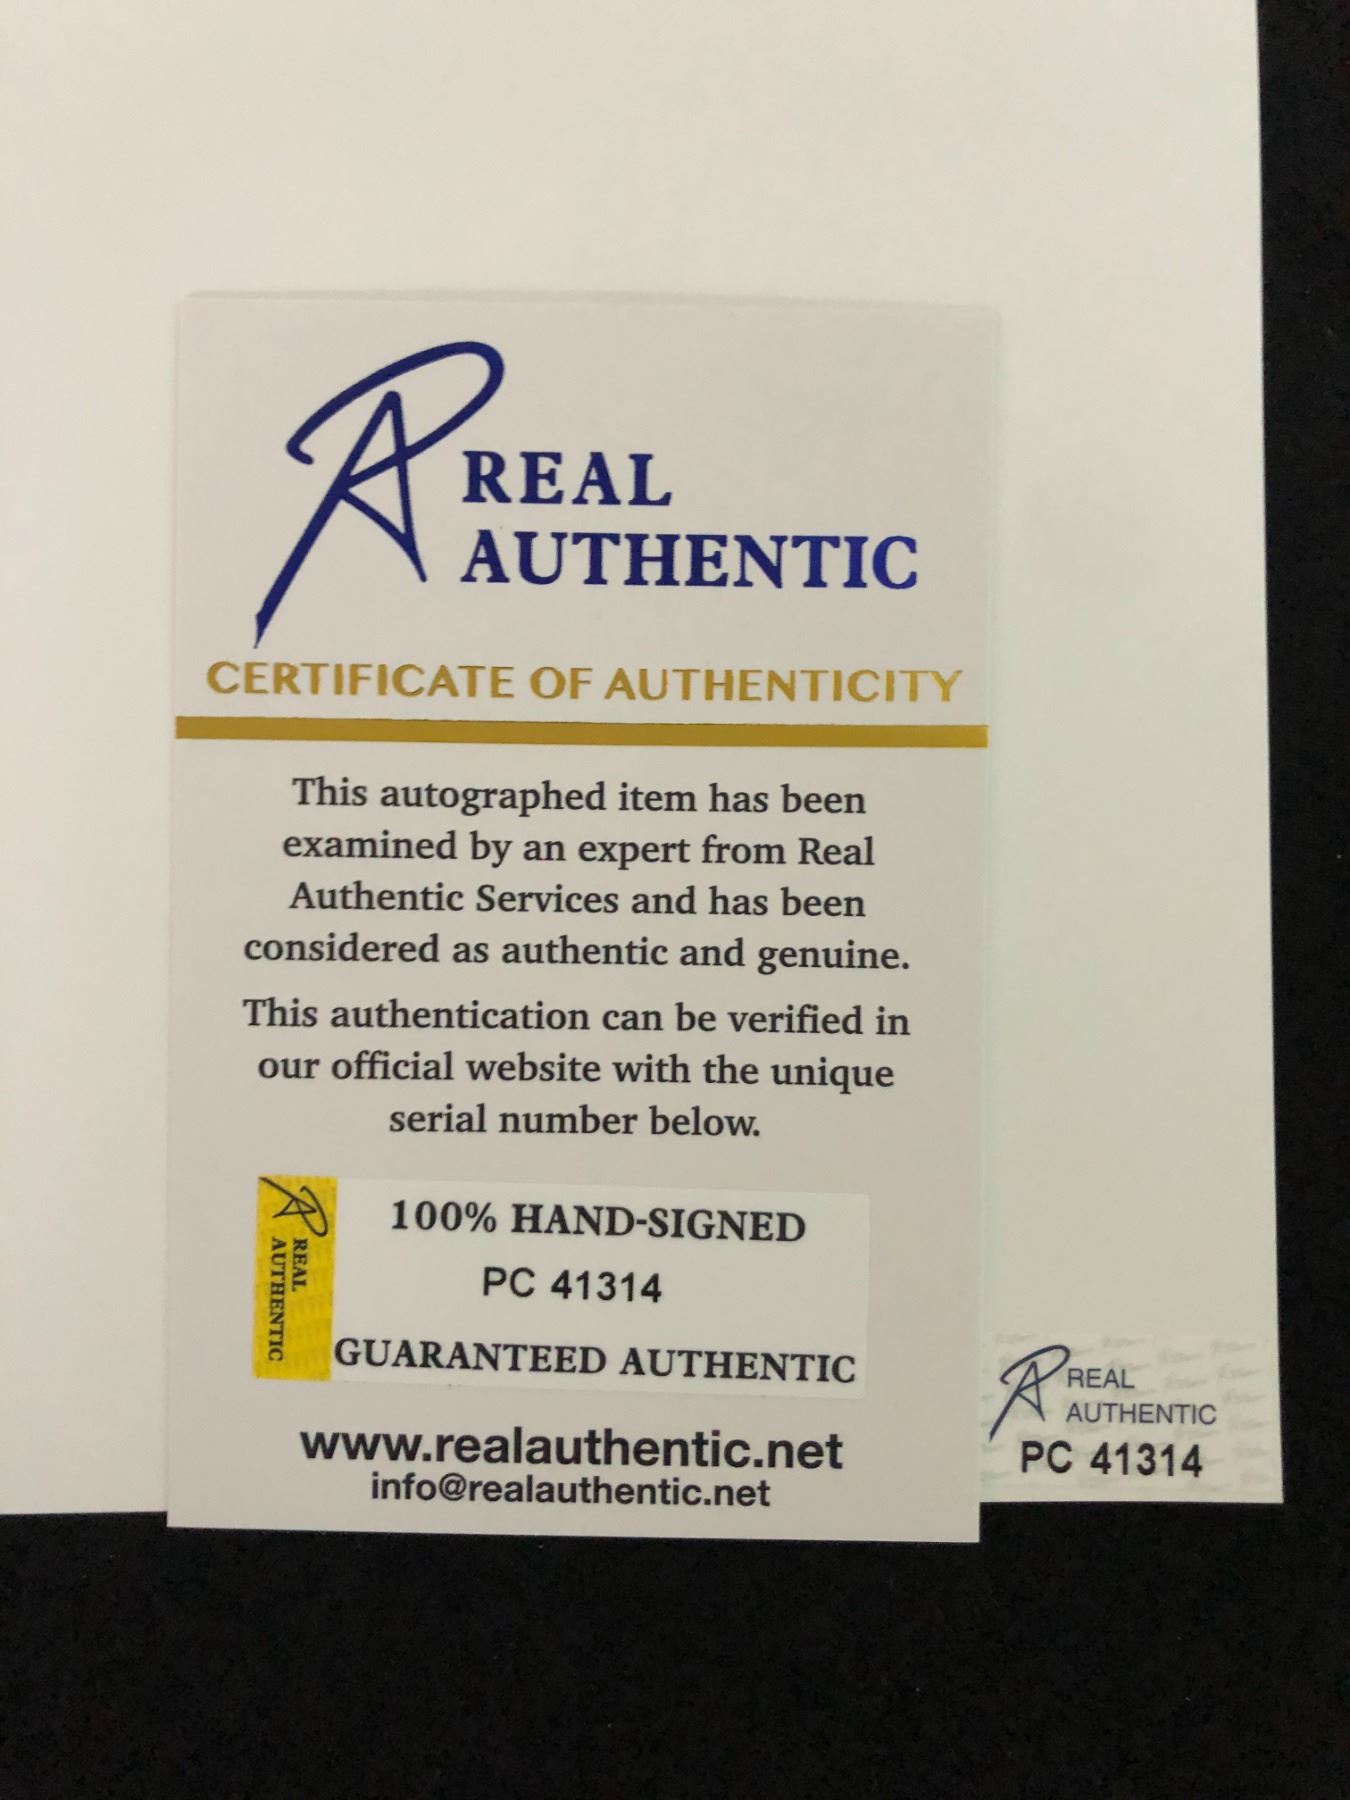 REAL
AUTHENTIC
CERTIFICATE OF AUTHENTICITY
This autographed item has been
examined by an expert from Real
Authentic Services and has been
considered as authentic and genuine.
This authentication can be verified in
our official website with the unique
serial number below.
REAL
AUTHENTIC
100% HAND-SIGNED
PC 41314
GUARANTEED AUTHENTIC
www.realauthentic.net
info@realauthentic.net
REAL
AUTHENTIC
PC 41314